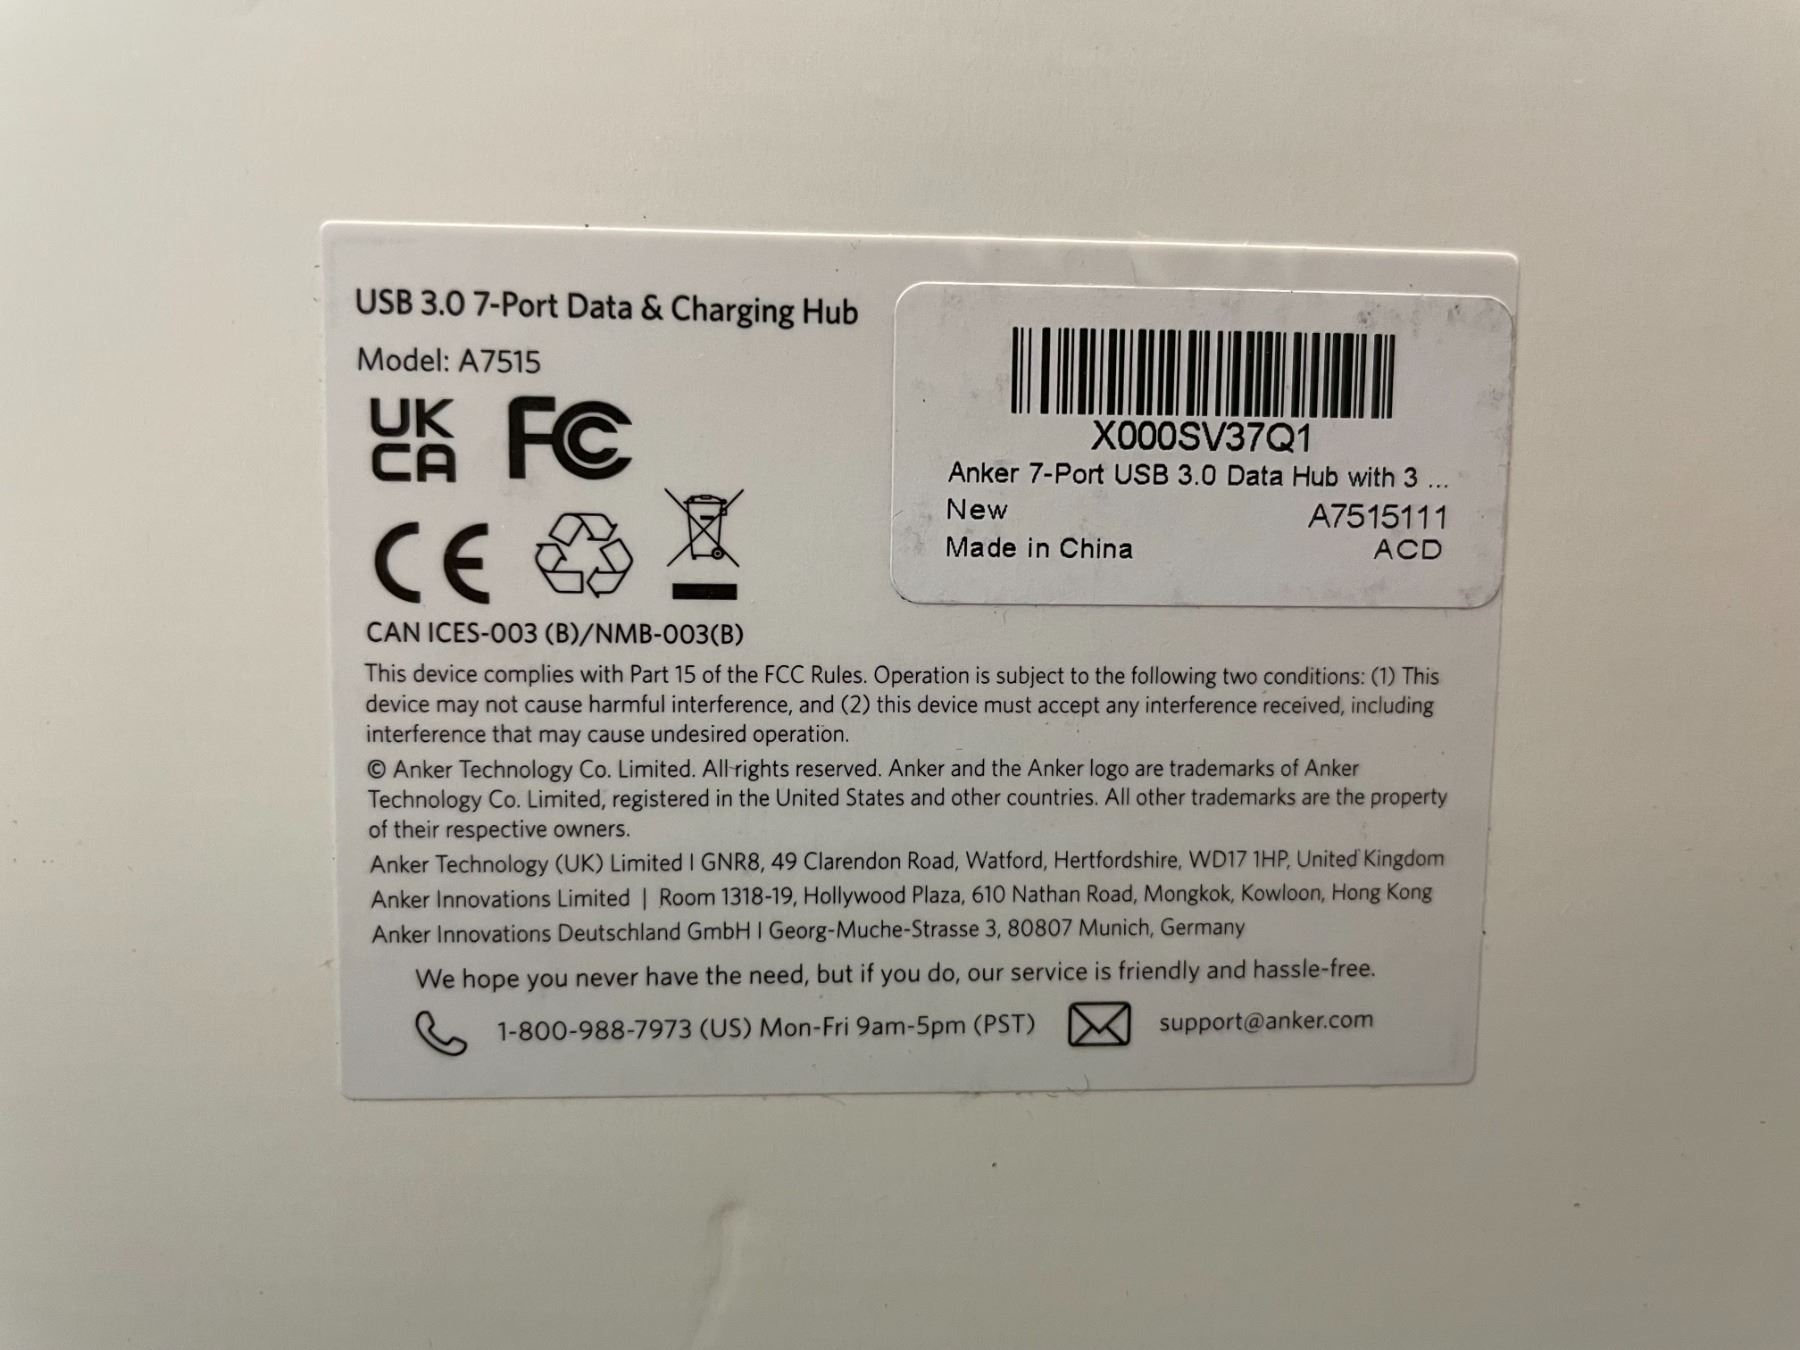 USB 3.0 7-Port Data & Charging Hub
Model: A7515
UK
CA
FC
CE
X000SV37Q1
Anker 7-Port USB 3.0 Data Hub with 3 ...
New A7515111
Made in China ACD
CAN ICES-003 (B)/NMB-003(B)
This device complies with Part 15 of the FCC Rules. Operation is subject to the following two conditions: (1) This
device may not cause harmful interference, and (2) this device must accept any interference received, including
interference that may cause undesired operation.
© Anker Technology Co. Limited. All rights reserved. Anker and the Anker logo are trademarks of Anker
Technology Co. Limited, registered in the United States and other countries. All other trademarks are the property
of their respective owners.
Anker Technology (UK) Limited I GNR8, 49 Clarendon Road, Watford, Hertfordshire, WD17 1HP, United Kingdom
Anker Innovations Limited | Room 1318-19, Hollywood Plaza, 610 Nathan Road, Mongkok, Kowloon, Hong Kong
Anker Innovations Deutschland GmbH I Georg-Muche-Strasse 3, 80807 Munich, Germany
We hope you never have the need, but if you do, our service is friendly and hassle-free.
1-800-988-7973 (US) Mon-Fri 9am-5pm (PST) support@anker.com